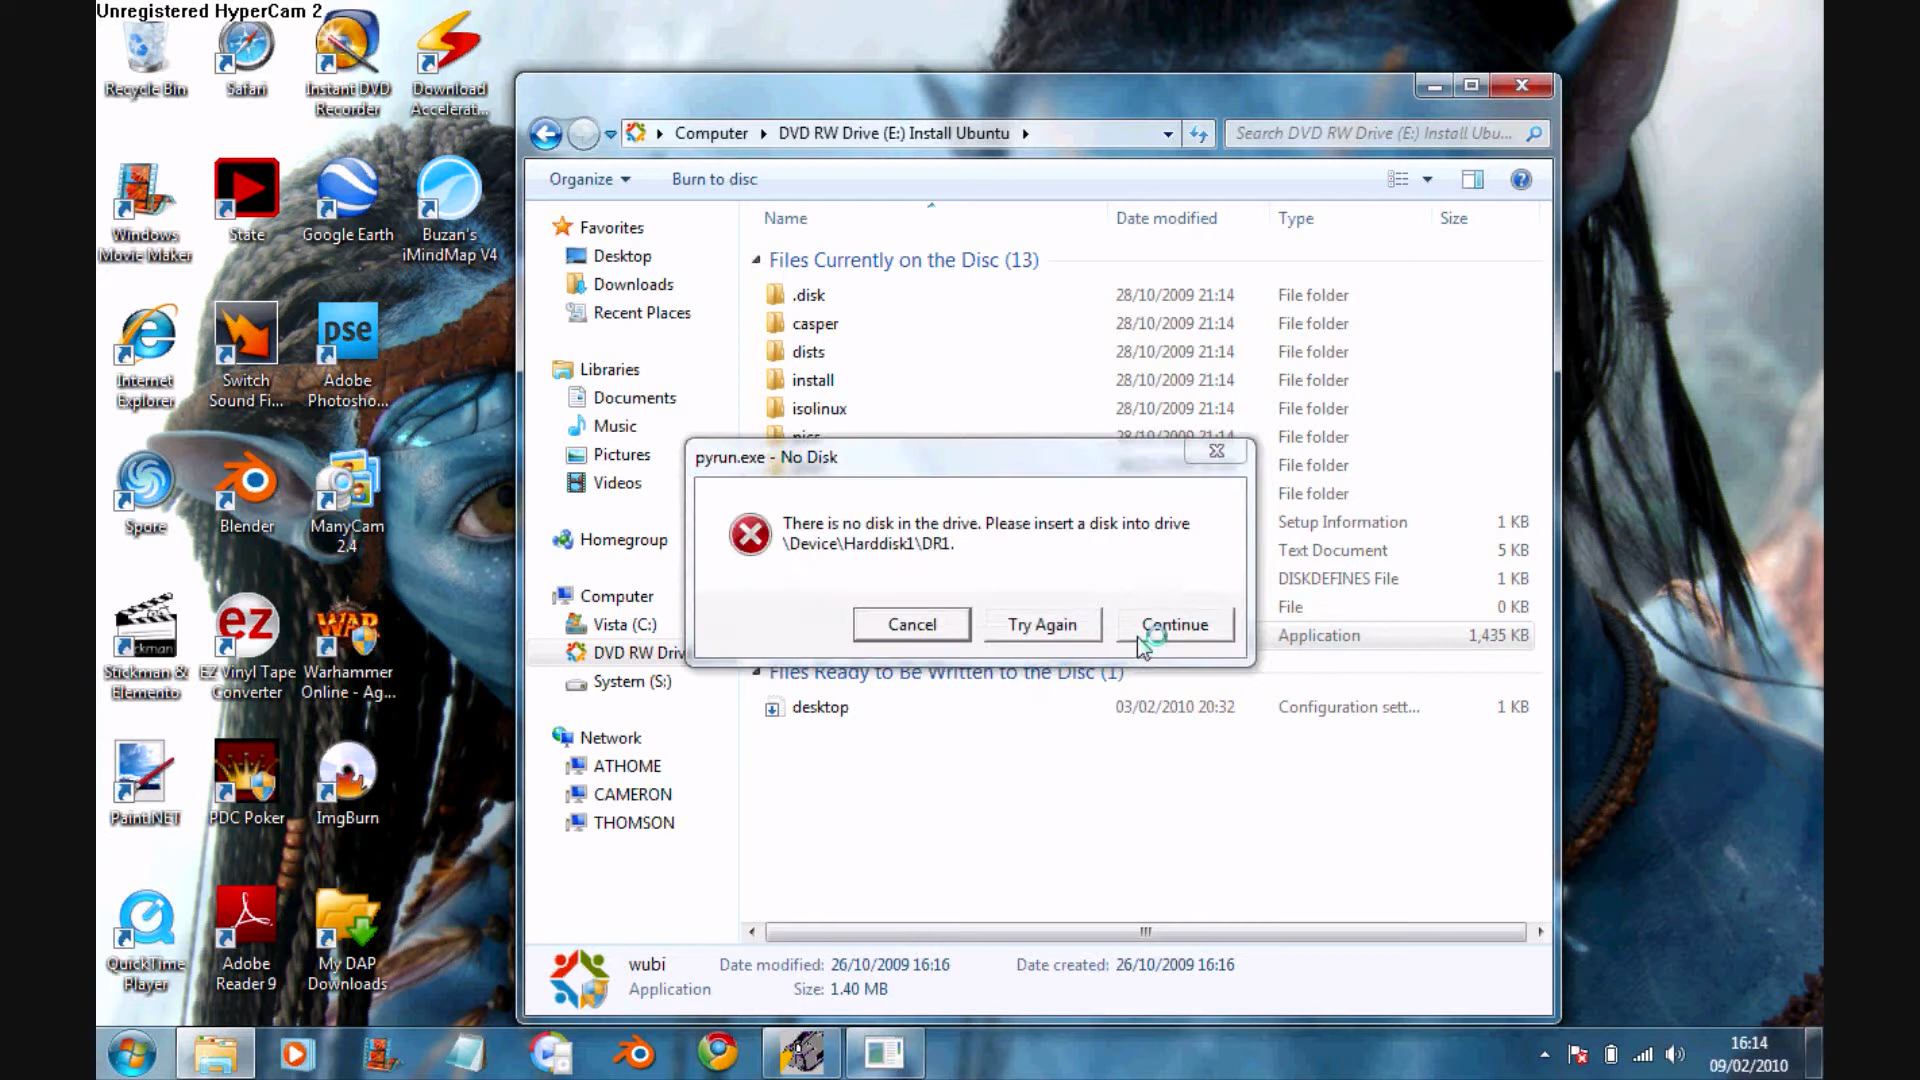 Unregistered HyperCam 2
Recycle Bin
Safari
Instant DVD
Recorder
Download
Accelerat...
Windows
Movie Maker
State
Google Earth
Buzan's
iMindMap V4
Internet
Explorer
Switch
Sound Fi...
pse
Adobe
Photosho...
Spore
Blender
ManyCam
2.4
Stickman &
Elemento
ez
EZ Vinyl Tape
Converter
WAR
Warhammer
Online - Ag...
Paint.NET
PDC Poker
ImgBurn
QuickTime
Player
Adobe
Reader 9
My DAP
Downloads
Computer
DVD RW Drive (E:) Install Ubuntu
Search DVD RW Drive (E:) Install Ubu...
Organize
Burn to disc
Favorites
Desktop
Downloads
Recent Places
Libraries
Documents
Music
Pictures
Videos
Homegroup
Computer
Vista (C:)
DVD RW Driv
System (S:)
Network
ATHOME
CAMERON
THOMSON
Name Date modified Type Size
Files Currently on the Disc (13)
.disk 28/10/2009 21:14 File folder
casper 28/10/2009 21:14 File folder
dists 28/10/2009 21:14 File folder
install 28/10/2009 21:14 File folder
isolinux 28/10/2009 21:14 File folder
pics 28/10/2009 21:14 File folder
File folder
File folder
Setup Information 1 KB
Text Document 5 KB
DISKDEFINES File 1 KB
File 0 KB
Application 1,435 KB
Files Ready to Be Written to the Disc (1)
desktop 03/02/2010 20:32 Configuration sett... 1 KB
pyrun.exe - No Disk
There is no disk in the drive. Please insert a disk into drive
\Device\Harddisk1\DR1.
Cancel
Try Again
Continue
wubi Date modified: 26/10/2009 16:16 Date created: 26/10/2009 16:16
Application Size: 1.40 MB
16:14
09/02/2010